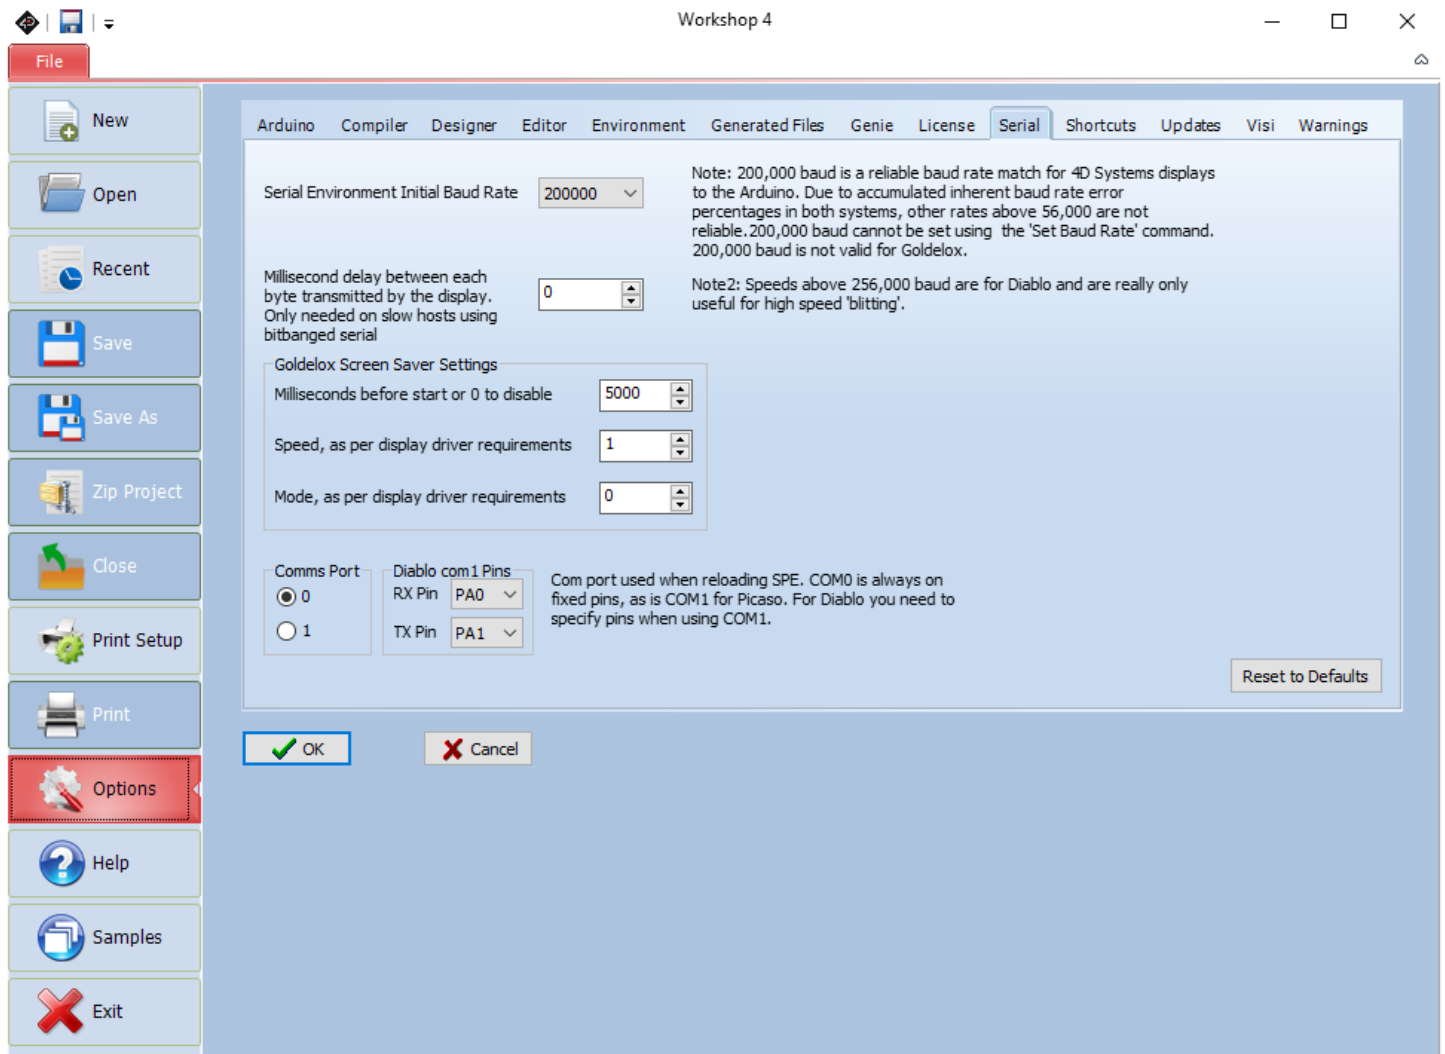 Workshop 4
File
New
Open
Recent
Save
Save As
Zip Project
Close
Print Setup
Print
Options
Help
Samples
Exit
Arduino Compiler Designer Editor Environment Generated Files Genie License Serial Shortcuts Updates Visi Warnings
Serial Environment Initial Baud Rate 200000
Note: 200,000 baud is a reliable baud rate match for 4D Systems displays
to the Arduino. Due to accumulated inherent baud rate error
percentages in both systems, other rates above 56,000 are not
reliable.200,000 baud cannot be set using the 'Set Baud Rate' command.
200,000 baud is not valid for Goldelox.
Millisecond delay between each
byte transmitted by the display.
Only needed on slow hosts using
bitbanged serial
0
Note2: Speeds above 256,000 baud are for Diablo and are really only
useful for high speed 'blitting'.
Goldelox Screen Saver Settings
Milliseconds before start or 0 to disable 5000
Speed, as per display driver requirements 1
Mode, as per display driver requirements 0
Comms Port
0
1
Diablo com1 Pins
RX Pin PA0
TX Pin PA1
Com port used when reloading SPE. COM0 is always on
fixed pins, as is COM1 for Picaso. For Diablo you need to
specify pins when using COM1.
Reset to Defaults
OK Cancel